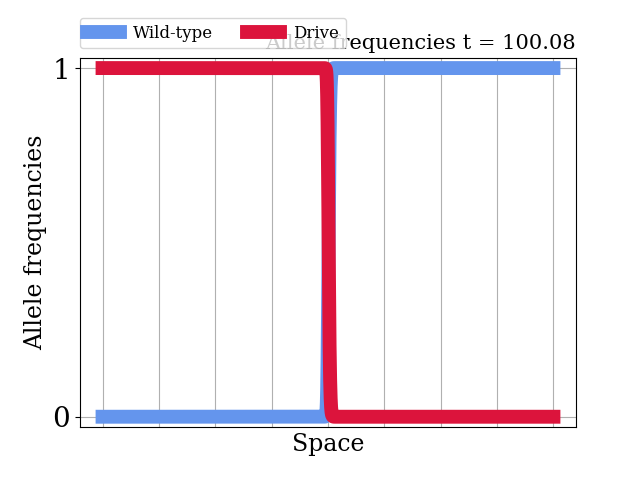 Wild-type Drive
Allele frequencies t = 100.08
1
Allele frequencies
0
Space